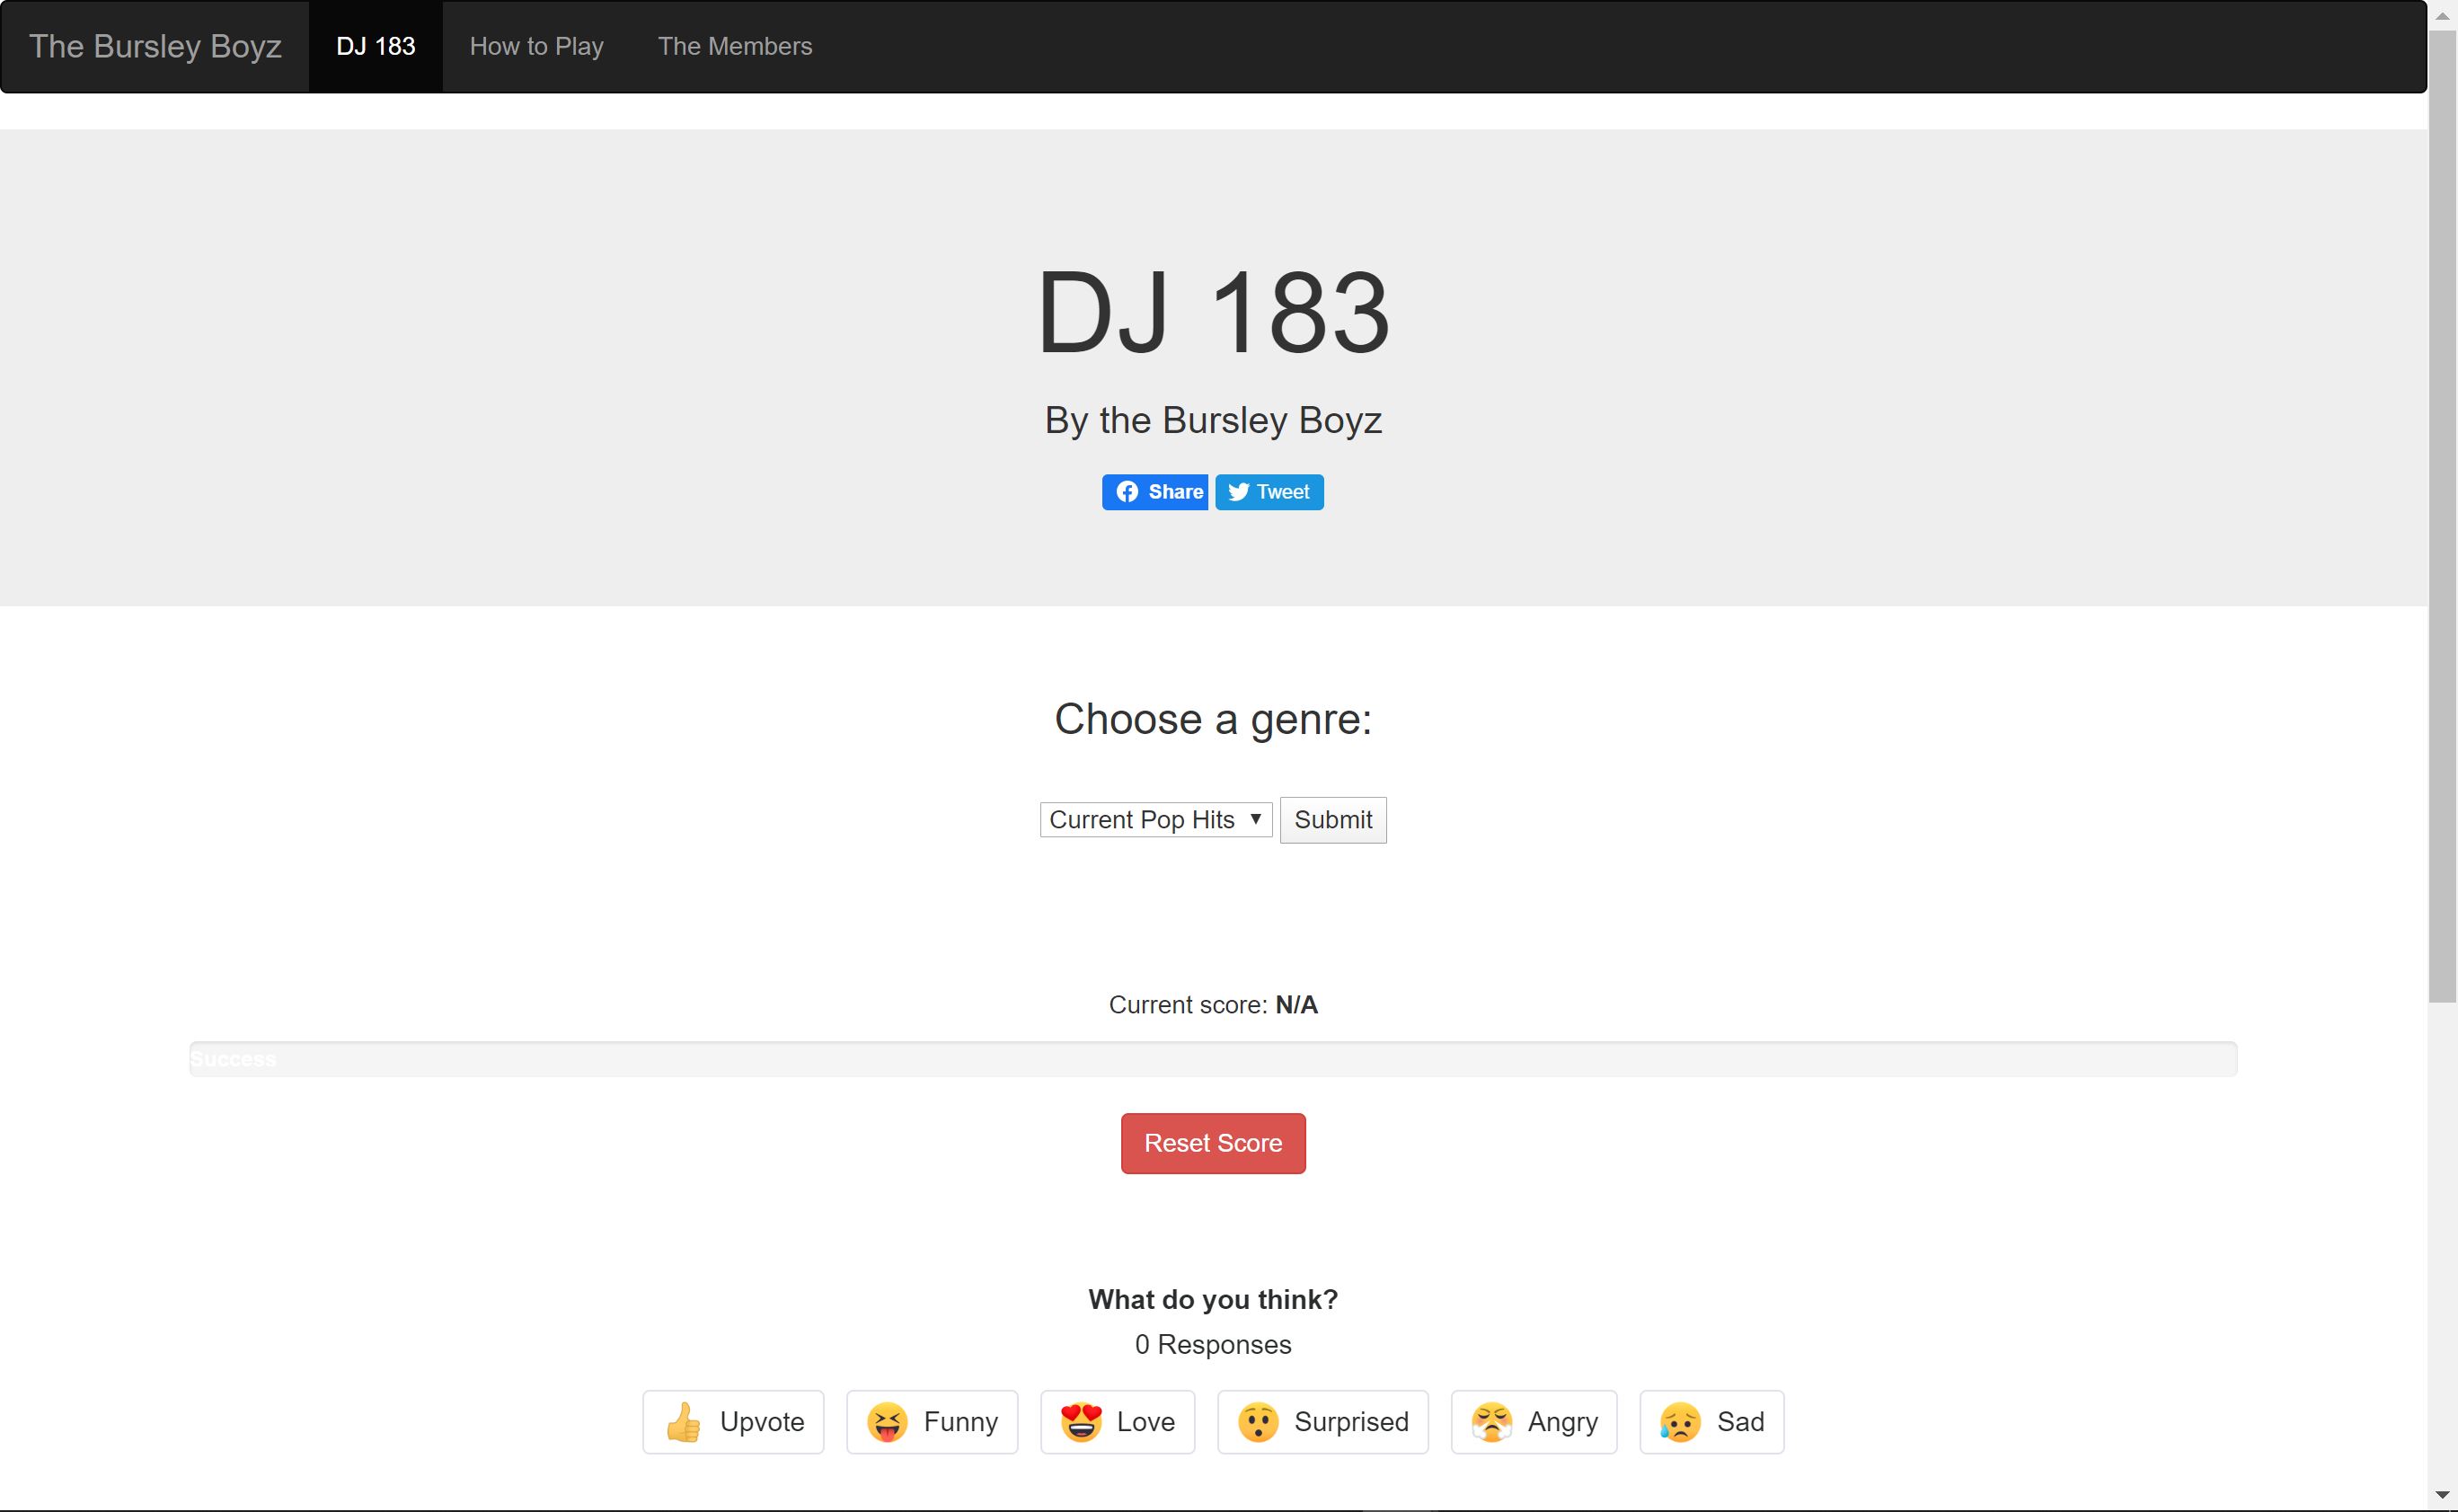 The Bursley Boyz DJ 183 How to Play The Members
DJ 183
By the Bursley Boyz
Share Tweet
Choose a genre:
Current Pop Hits Submit
Current score: N/A
Success
Reset Score
What do you think?
0 Responses
Upvote Funny Love Surprised Angry Sad